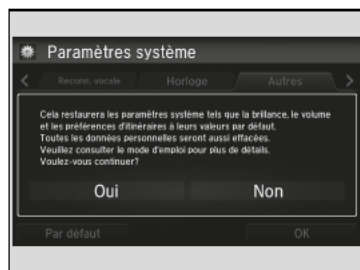 Paramètres système
Reconn. vocale Horloge Autres
Cela restaurera les paramètres système tels que la brillance, le volume
et les préférences d'itinéraires à leurs valeurs par défaut.
Toutes les données personnelles seront aussi effacées.
Veuillez consulter le mode d'emploi pour plus de détails.
Voulez-vous continuer?
Oui Non
Par défaut OK